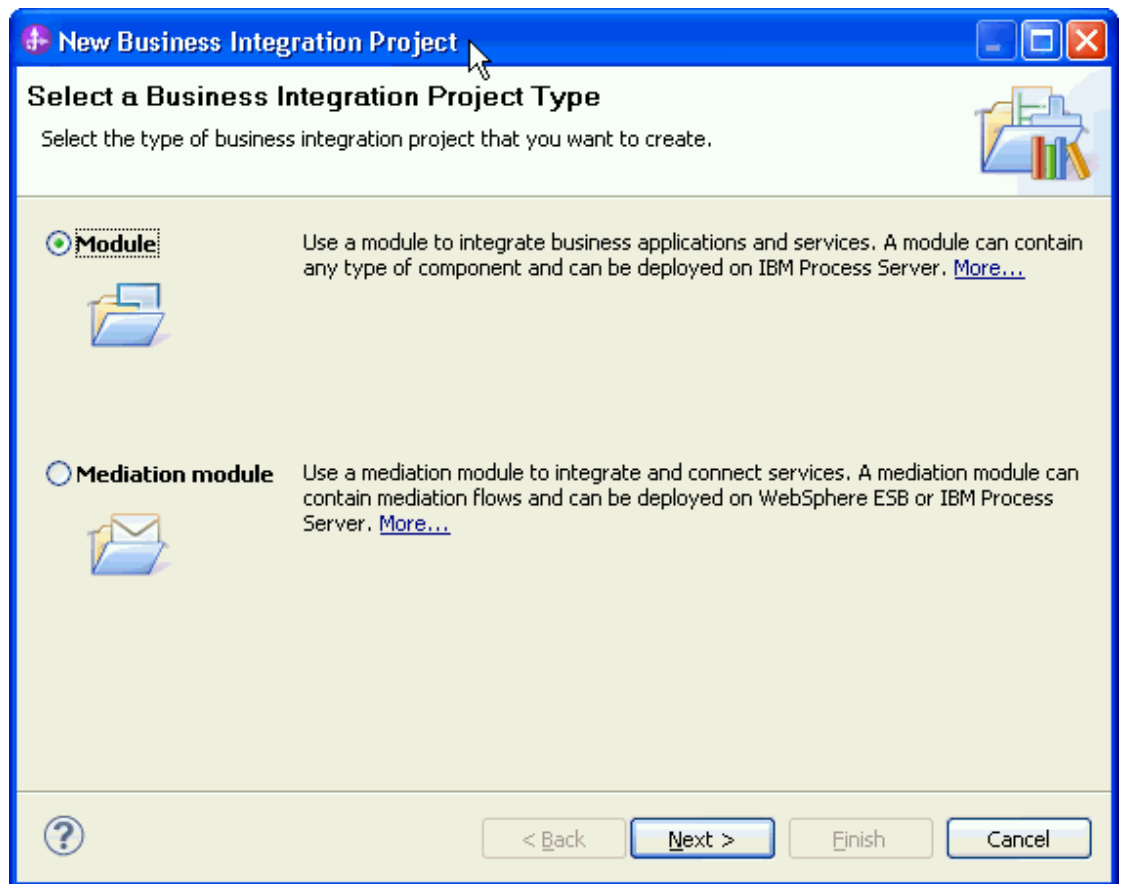 New Business Integration Project
Select a Business Integration Project Type
Select the type of business integration project that you want to create.
Module
Use a module to integrate business applications and services. A module can contain
any type of component and can be deployed on IBM Process Server. More...
Mediation module
Use a mediation module to integrate and connect services. A mediation module can
contain mediation flows and can be deployed on WebSphere ESB or IBM Process
Server. More...
?
< Back
Next >
Finish
Cancel